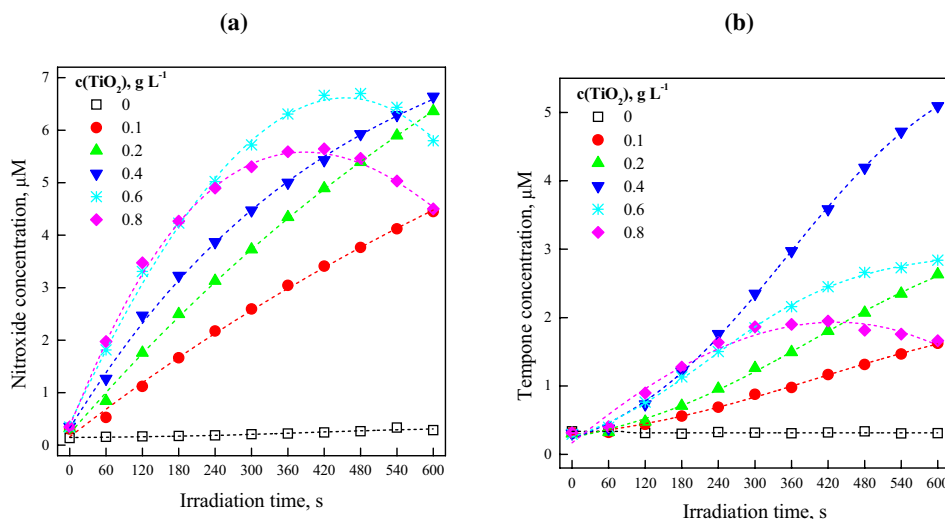 (a)
(b)
c(TiO₂), g L⁻¹
0
0.1
0.2
0.4
0.6
0.8
7
6
5
4
3
2
1
0
Nitroxide concentration, μM
0 60 120 180 240 300 360 420 480 540 600
Irradiation time, s
c(TiO₂), g L⁻¹
0
0.1
0.2
0.4
0.6
0.8
5
4
3
2
1
0
Tempone concentration, μM
0 60 120 180 240 300 360 420 480 540 600
Irradiation time, s